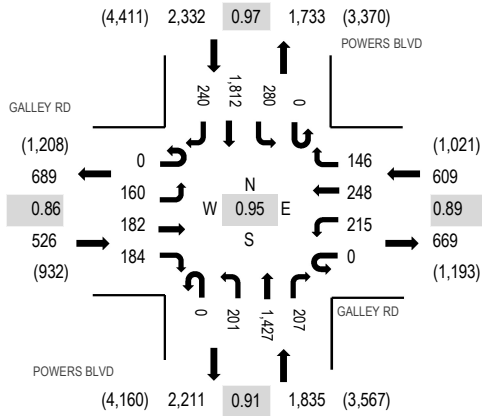 (4,411) 2,332 0.97 1,733 (3,370)
POWERS BLVD
240 1,812 280 0
GALLEY RD
(1,208) (1,021)
689 0 146 609
160 N 248
0.86 182 W 0.95 E 215 0.89
526 184 S 0 669
(932) (1,193)
0 201 1,427 207
GALLEY RD
POWERS BLVD
(4,160) 2,211 0.91 1,835 (3,567)